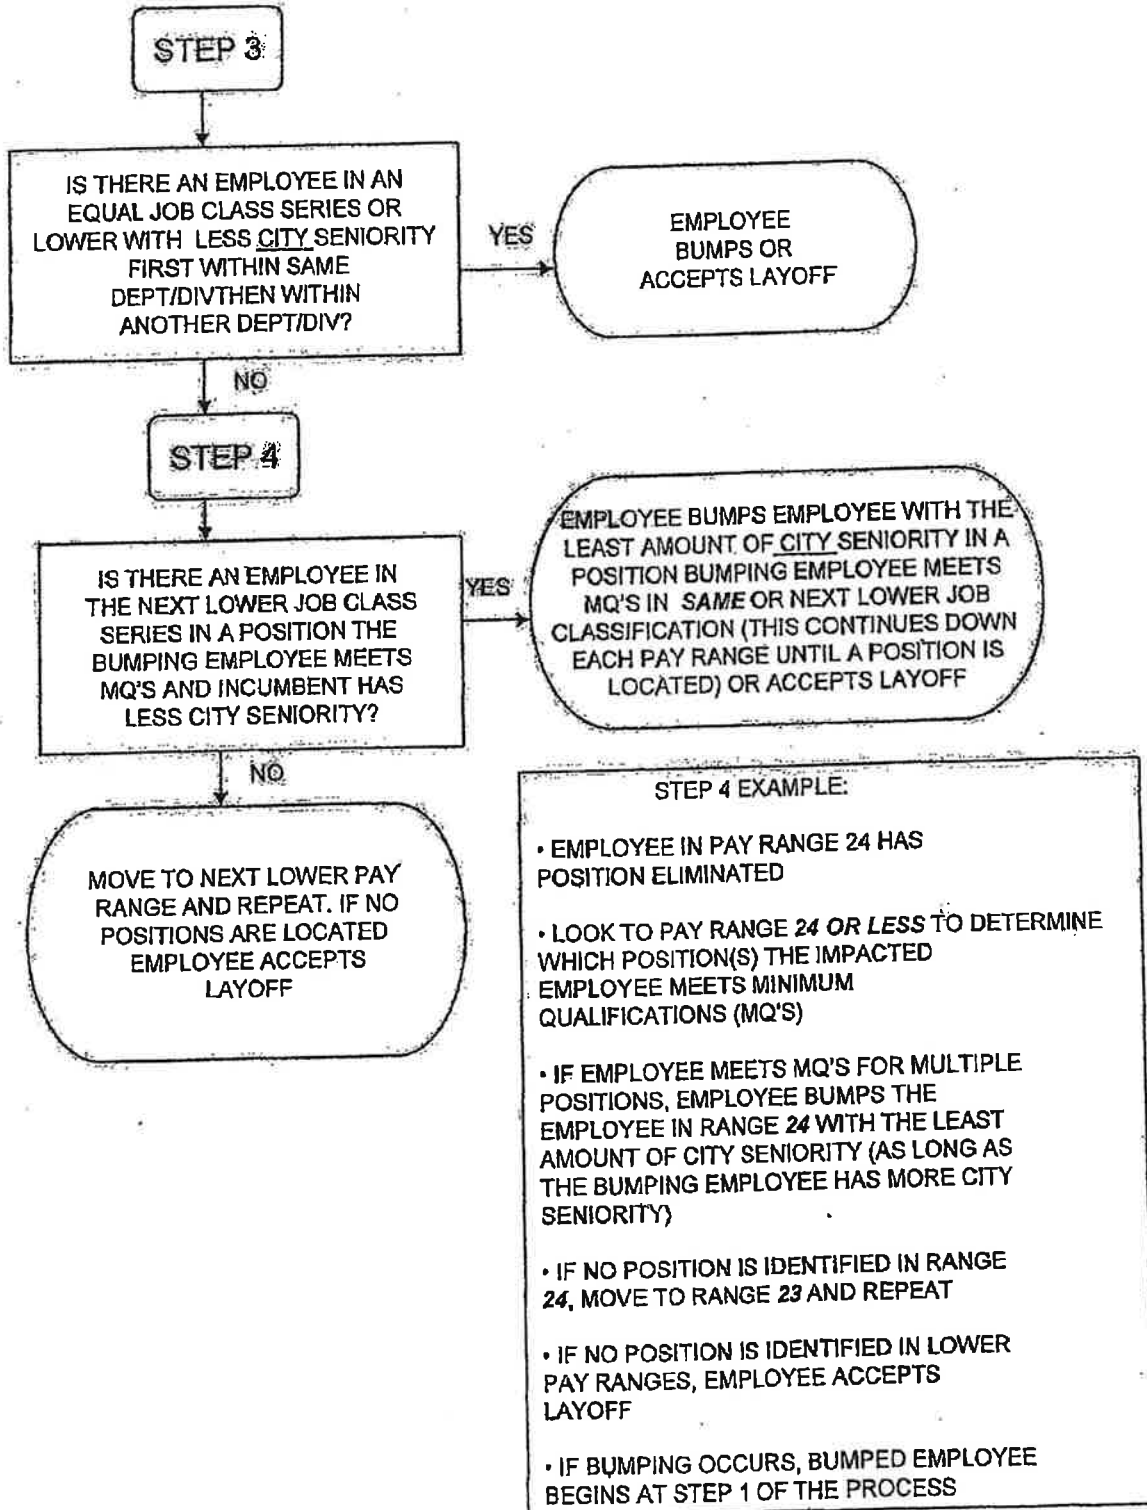 STEP 3
IS THERE AN EMPLOYEE IN AN
EQUAL JOB CLASS SERIES OR
LOWER WITH LESS CITY SENIORITY
FIRST WITHIN SAME
DEPT/DIVTHEN WITHIN
ANOTHER DEPT/DIV?
YES
EMPLOYEE
BUMPS OR
ACCEPTS LAYOFF
NO
STEP 4
IS THERE AN EMPLOYEE IN
THE NEXT LOWER JOB CLASS
SERIES IN A POSITION THE
BUMPING EMPLOYEE MEETS
MQ'S AND INCUMBENT HAS
LESS CITY SENIORITY?
YES
EMPLOYEE BUMPS EMPLOYEE WITH THE
LEAST AMOUNT OF CITY SENIORITY IN A
POSITION BUMPING EMPLOYEE MEETS
MQ'S IN SAME OR NEXT LOWER JOB
CLASSIFICATION (THIS CONTINUES DOWN
EACH PAY RANGE UNTIL A POSITION IS
LOCATED) OR ACCEPTS LAYOFF
NO
MOVE TO NEXT LOWER PAY
RANGE AND REPEAT. IF NO
POSITIONS ARE LOCATED
EMPLOYEE ACCEPTS
LAYOFF
STEP 4 EXAMPLE:
• EMPLOYEE IN PAY RANGE 24 HAS
POSITION ELIMINATED
• LOOK TO PAY RANGE 24 OR LESS TO DETERMINE
WHICH POSITION(S) THE IMPACTED
EMPLOYEE MEETS MINIMUM
QUALIFICATIONS (MQ'S)
• IF EMPLOYEE MEETS MQ'S FOR MULTIPLE
POSITIONS, EMPLOYEE BUMPS THE
EMPLOYEE IN RANGE 24 WITH THE LEAST
AMOUNT OF CITY SENIORITY (AS LONG AS
THE BUMPING EMPLOYEE HAS MORE CITY
SENIORITY)
• IF NO POSITION IS IDENTIFIED IN RANGE
24, MOVE TO RANGE 23 AND REPEAT
• IF NO POSITION IS IDENTIFIED IN LOWER
PAY RANGES, EMPLOYEE ACCEPTS
LAYOFF
• IF BUMPING OCCURS, BUMPED EMPLOYEE
BEGINS AT STEP 1 OF THE PROCESS